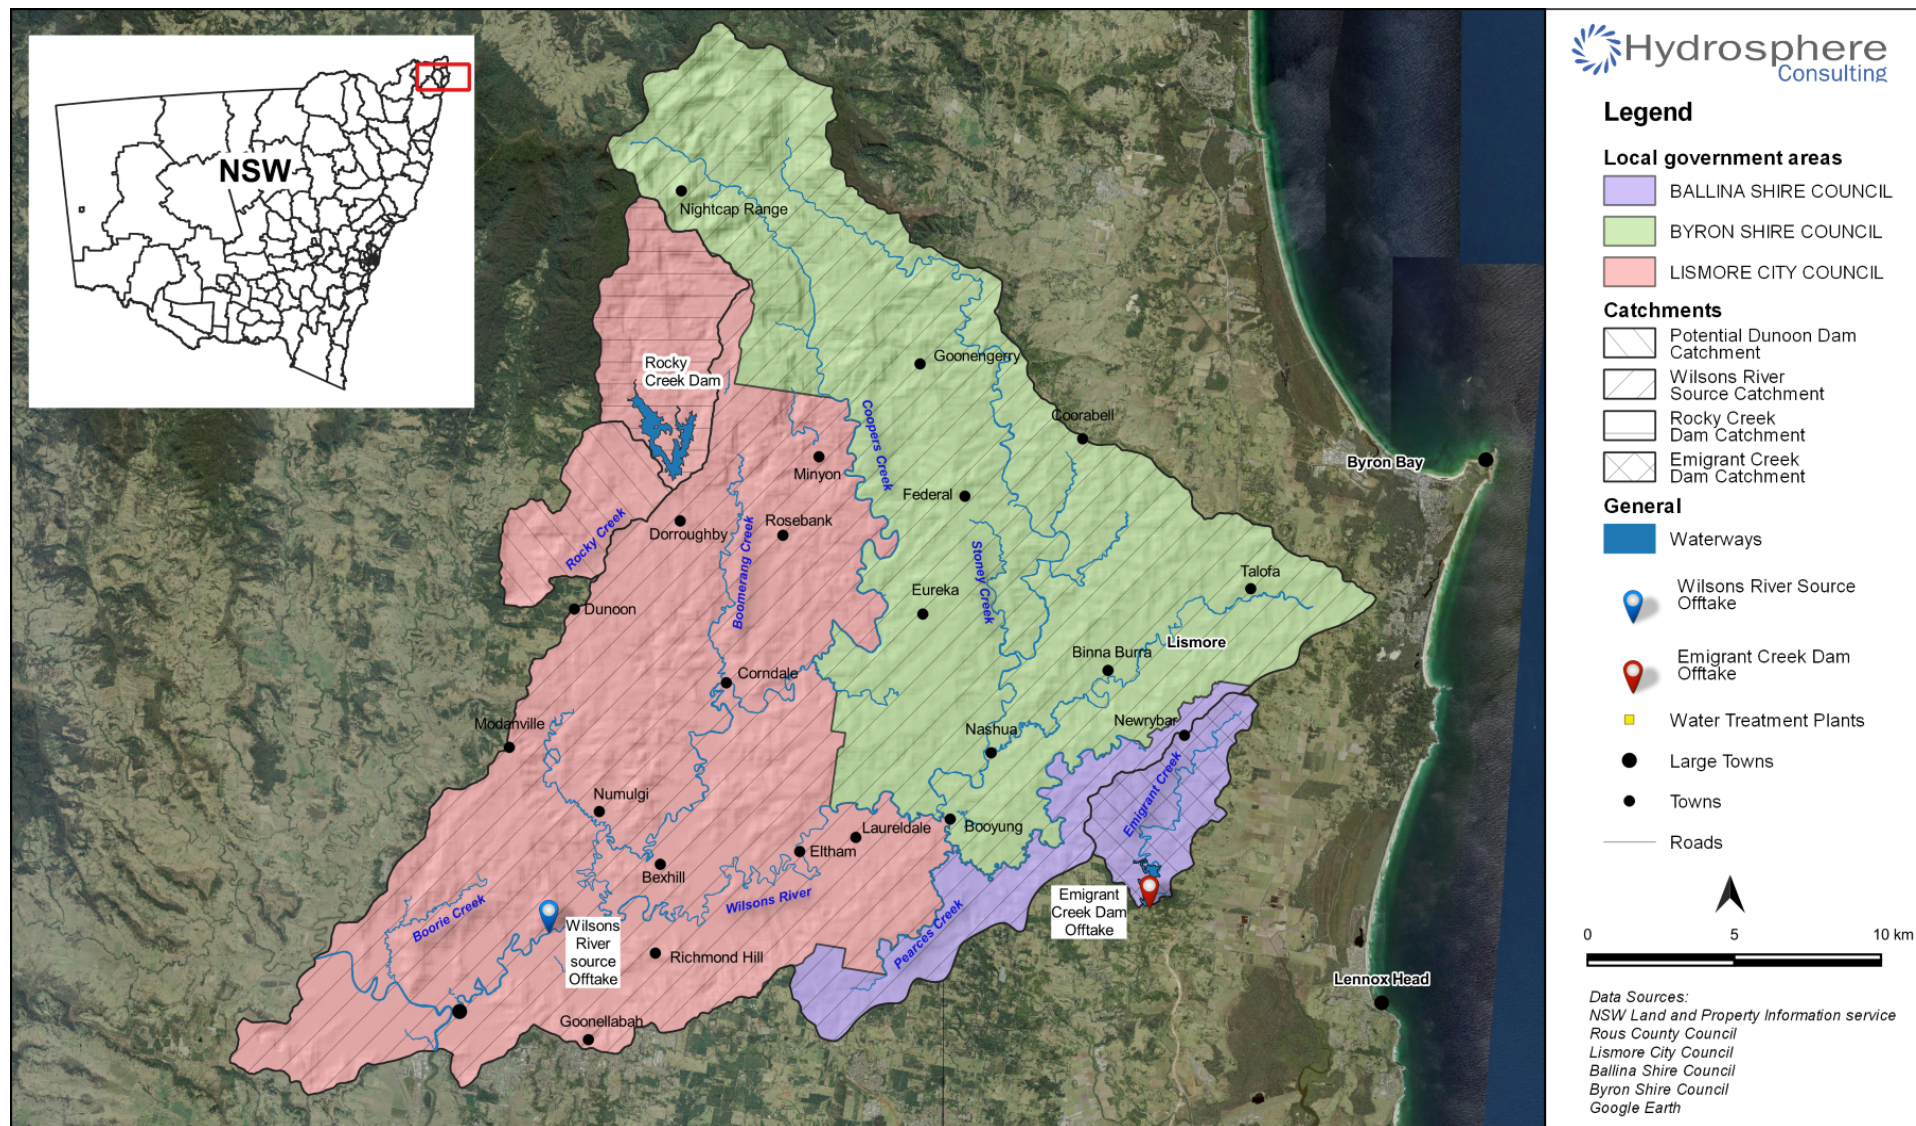 NSW
Nightcap Range
Rocky
Creek Dam
Goonengerry
Coorabell
Coopers Creek
Minyon
Byron Bay
Federal
Rocky Creek
Dorroughby
Boomerang Creek
Rosebank
Stoney Creek
Dunoon
Eureka
Talofa
Lismore
Binna Burra
Corndale
Modanville
Nashua
Newrybar
Emigrant Creek
Numulgi
Laureldale
Booyung
Eltham
Bexhill
Boorie Creek
Wilsons River
Emigrant
Creek Dam
Offtake
Wilsons
River
source
Offtake
Pearces Creek
Richmond Hill
Lennox Head
Goonellabah
Hydrosphere
Consulting
Legend
Local government areas
BALLINA SHIRE COUNCIL
BYRON SHIRE COUNCIL
LISMORE CITY COUNCIL
Catchments
Potential Dunoon Dam
Catchment
Wilsons River
Source Catchment
Rocky Creek
Dam Catchment
Emigrant Creek
Dam Catchment
General
Waterways
Wilsons River Source
Offtake
Emigrant Creek Dam
Offtake
Water Treatment Plants
Large Towns
Towns
Roads
0 5 10 km
Data Sources:
NSW Land and Property Information service
Rous County Council
Lismore City Council
Ballina Shire Council
Byron Shire Council
Google Earth